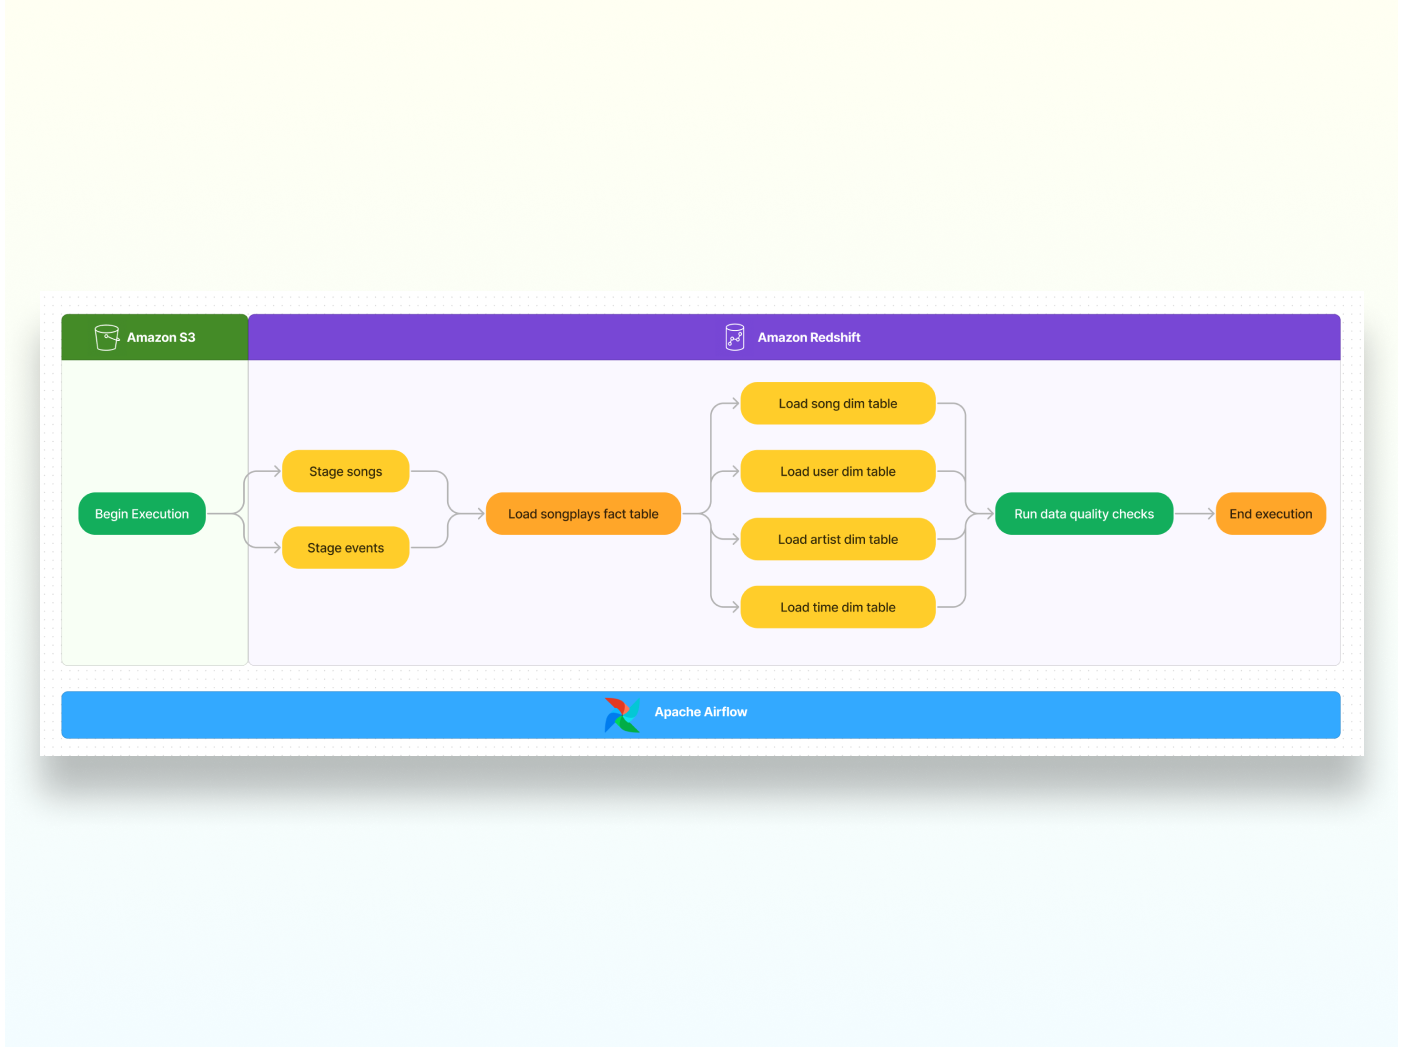 Amazon S3
Amazon Redshift
Begin Execution
Stage songs
Stage events
Load songplays fact table
Load song dim table
Load user dim table
Load artist dim table
Load time dim table
Run data quality checks
End execution
Apache Airflow